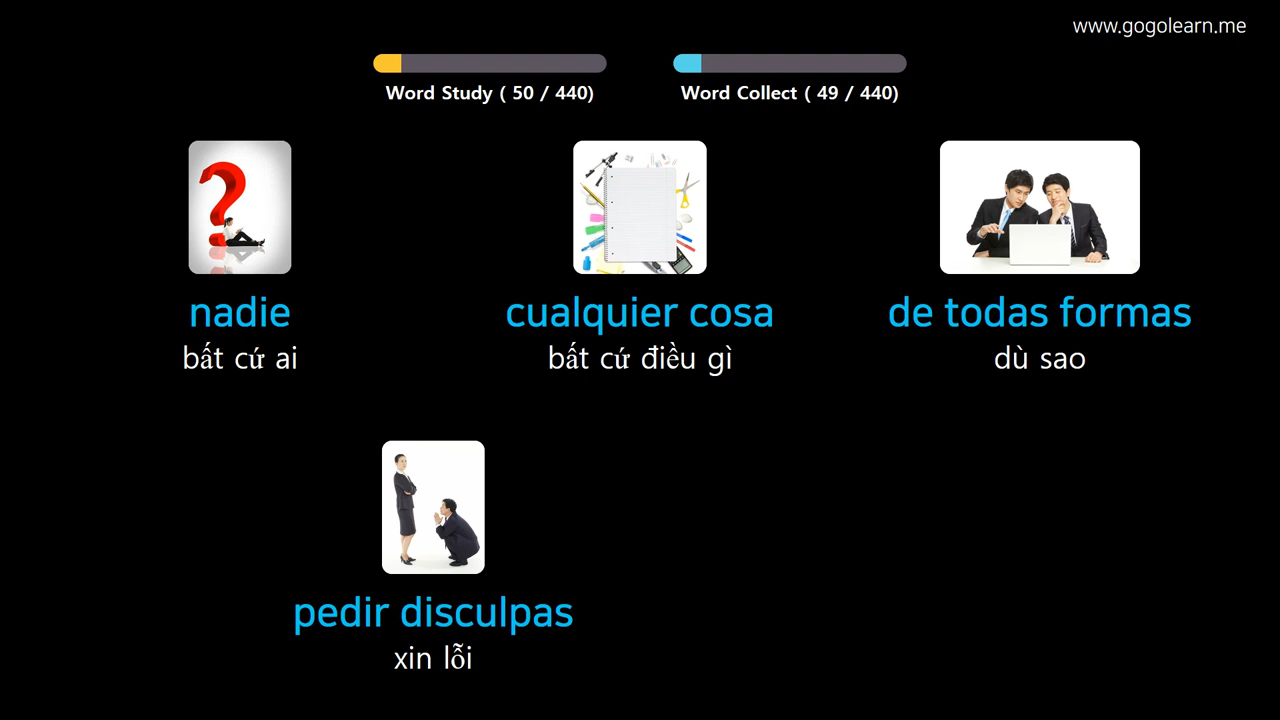 www.gogolearn.me
Word Study ( 50 / 440)
Word Collect ( 49 / 440)
nadie
bất cứ ai
cualquier cosa
bất cứ điều gì
de todas formas
dù sao
pedir disculpas
xin lỗi